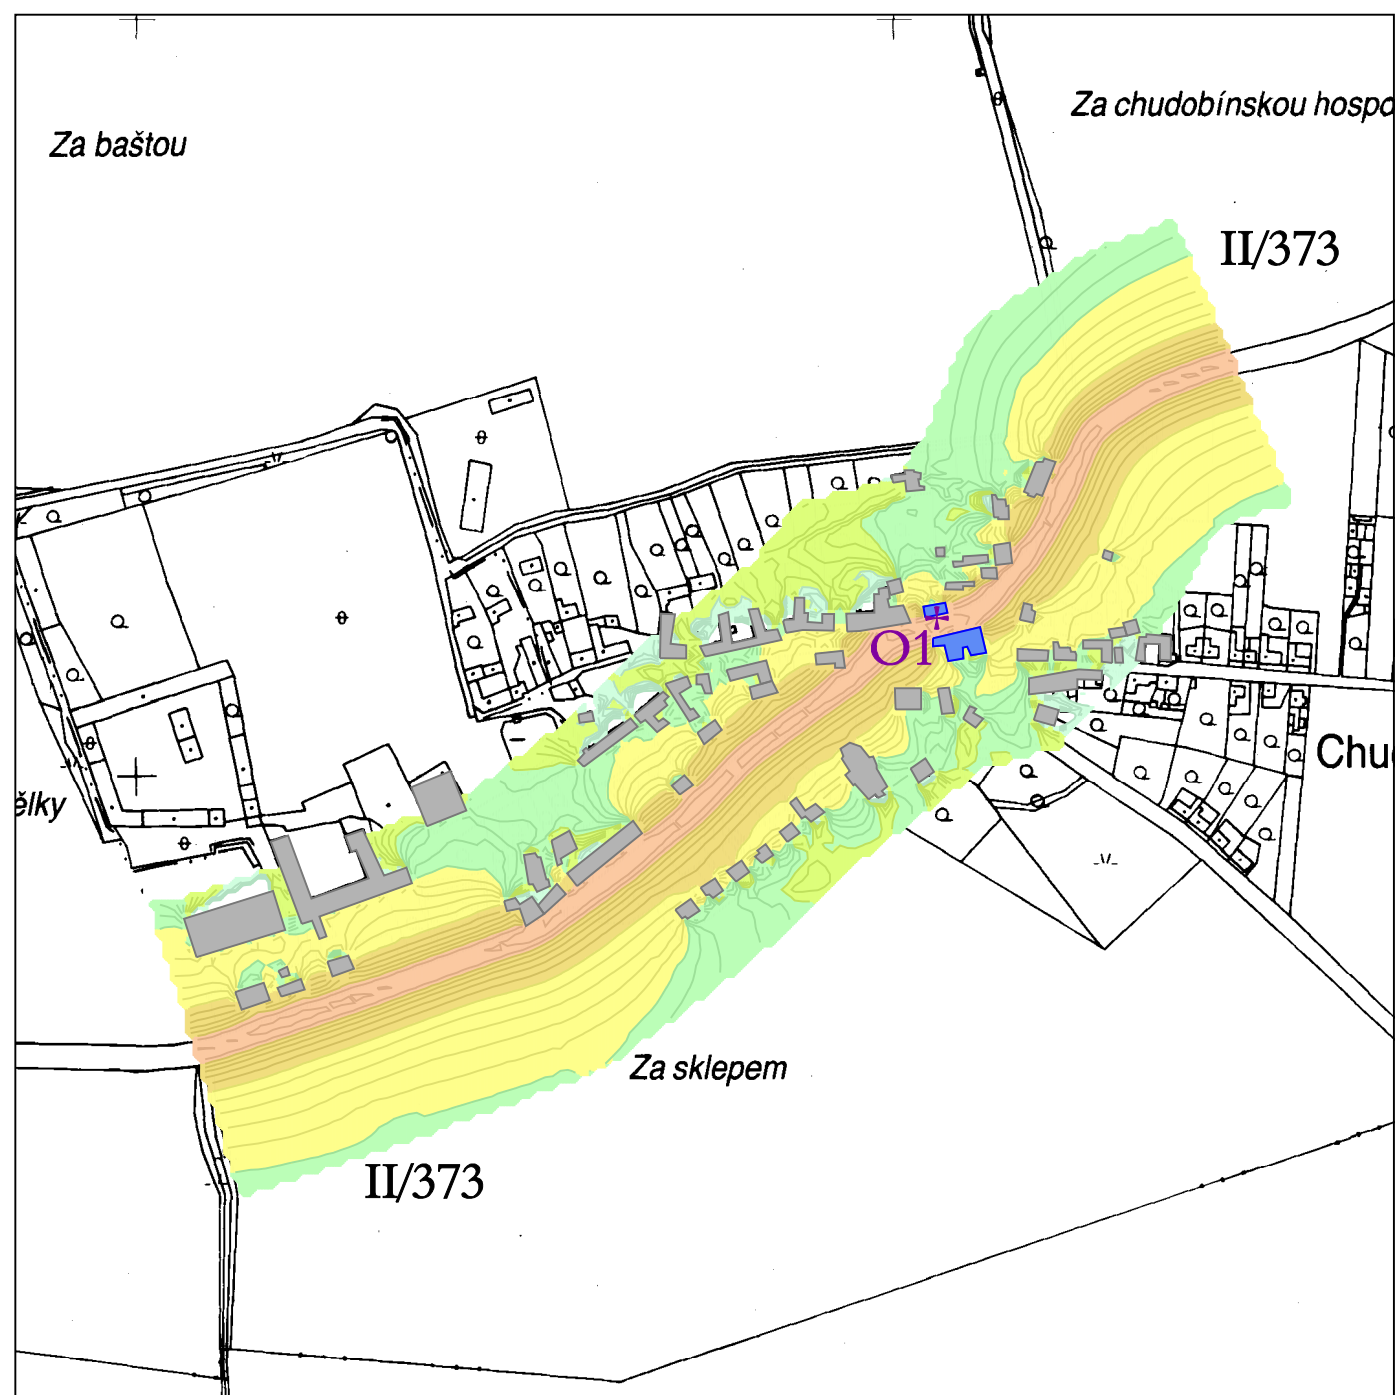 Za chudobínskou hospo
Za baštou
II/373
O1
Chu
ělky
Za sklepem
II/373